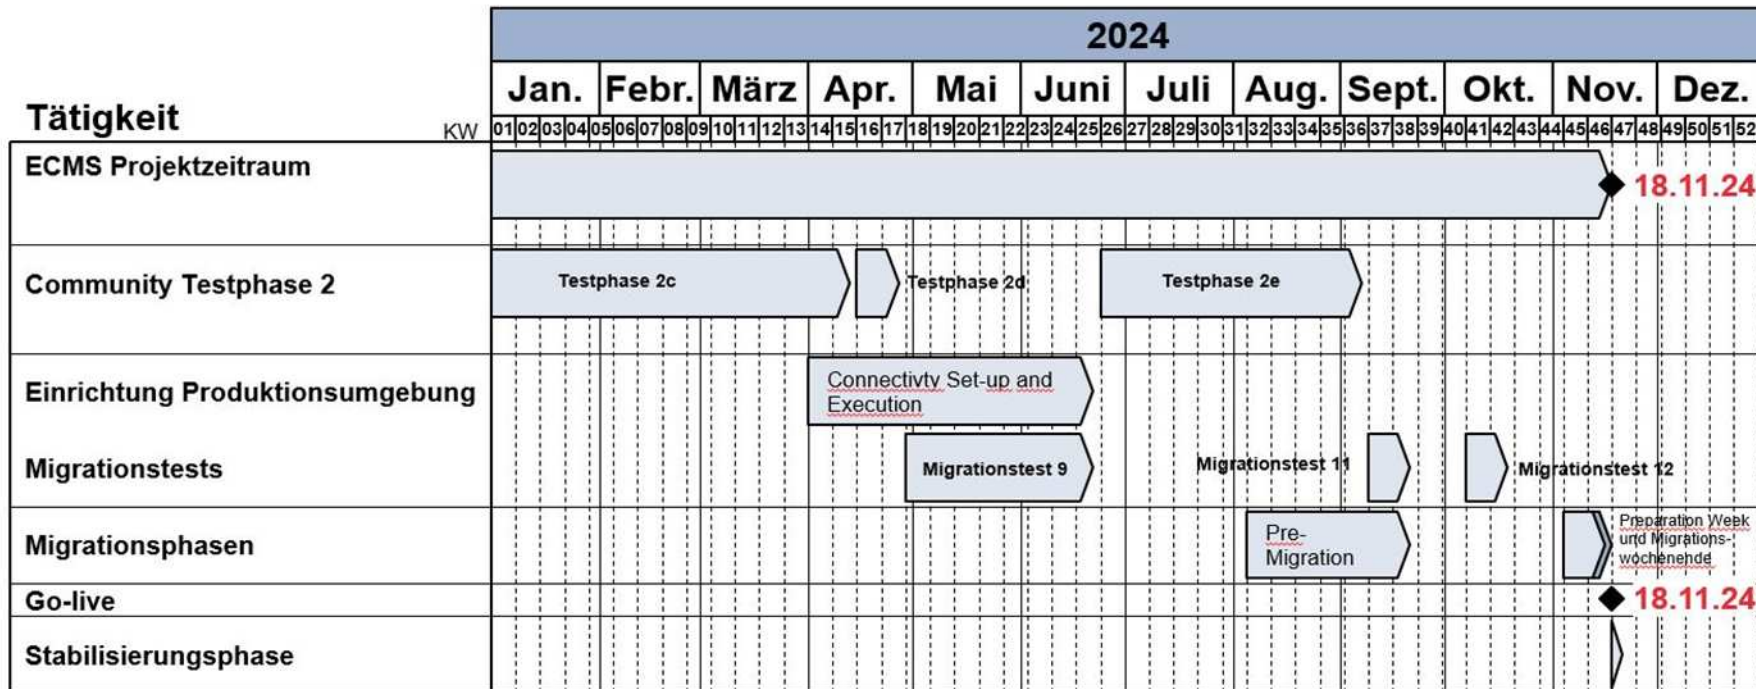 2024
Jan. Febr. März Apr. Mai Juni Juli Aug. Sept. Okt. Nov. Dez.
Tätigkeit
KW 01 02 03 04 05 06 07 08 09 10 11 12 13 14 15 16 17 18 19 20 21 22 23 24 25 26 27 28 29 30 31 32 33 34 35 36 37 38 39 40 41 42 43 44 45 46 47 48 49 50 51 52
ECMS Projektzeitraum
18.11.24
Community Testphase 2
Testphase 2c
Testphase 2d
Testphase 2e
Einrichtung Produktionsumgebung
Connectivty Set-up and
Execution
Migrationstests
Migrationstest 9
Migrationstest 11
Migrationstest 12
Migrationsphasen
Pre-
Migration
Preparation Week
und Migrations-
wochenende
Go-live
18.11.24
Stabilisierungsphase